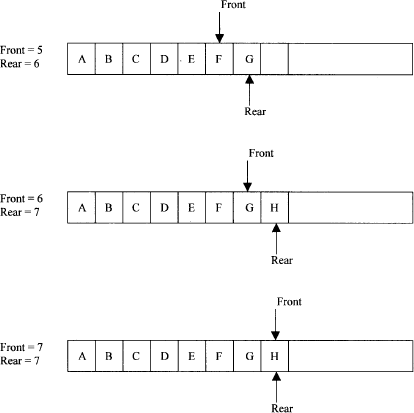 Front
Front = 5
Rear = 6
A B C D E F G
Rear
Front
Front = 6
Rear = 7
A B C D E F G H
Rear
Front
Front = 7
Rear = 7
A B C D E F G H
Rear